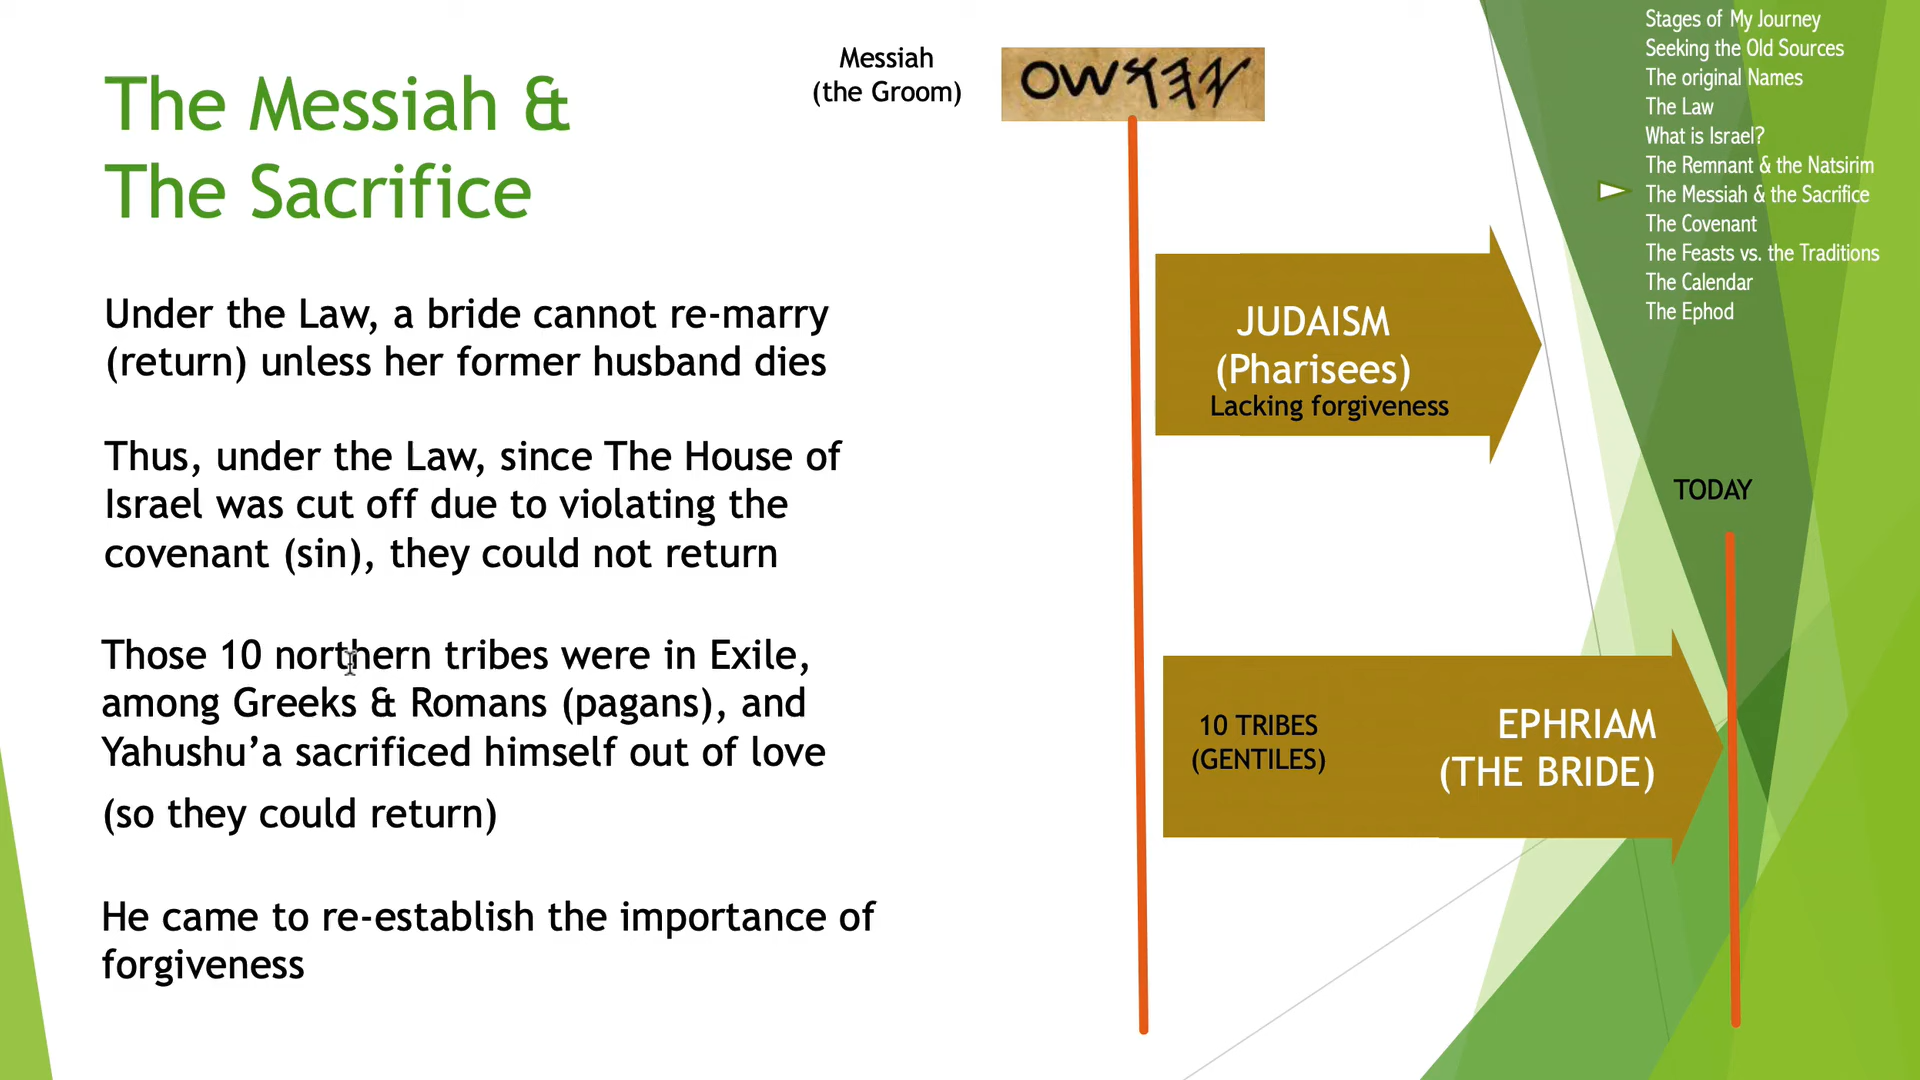 The Messiah &
The Sacrifice
Under the Law, a bride cannot re-marry
(return) unless her former husband dies
Thus, under the Law, since The House of
Israel was cut off due to violating the
covenant (sin), they could not return
Those 10 northern tribes were in Exile,
among Greeks & Romans (pagans), and
Yahushu’a sacrificed himself out of love
(so they could return)
He came to re-establish the importance of
forgiveness
Messiah
(the Groom)
JUDAISM
(Pharisees)
Lacking forgiveness
10 TRIBES
(GENTILES)
EPHRIAM
(THE BRIDE)
TODAY
Stages of My Journey
Seeking the Old Sources
The original Names
The Law
What is Israel?
The Remnant & the Natsirim
The Messiah & the Sacrifice
The Covenant
The Feasts vs. the Traditions
The Calendar
The Ephod